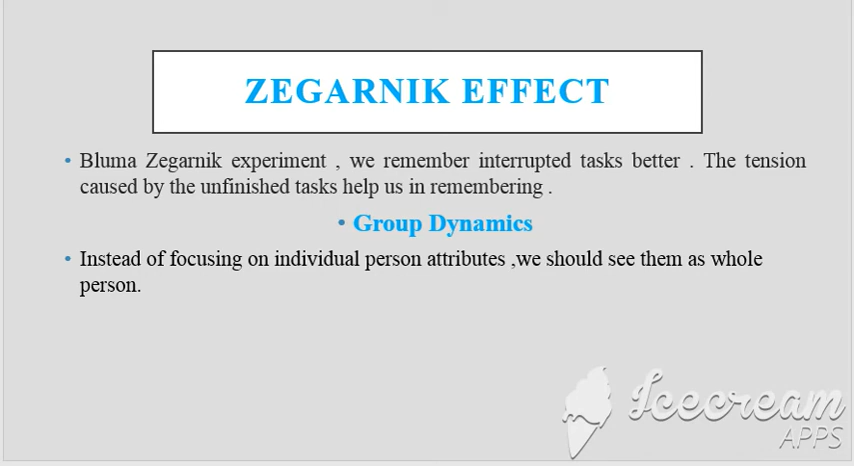 ZEGARNIK EFFECT
• Bluma Zegarnik experiment , we remember interrupted tasks better . The tension
caused by the unfinished tasks help us in remembering .
• Group Dynamics
• Instead of focusing on individual person attributes ,we should see them as whole
person.
Icecream
APPS